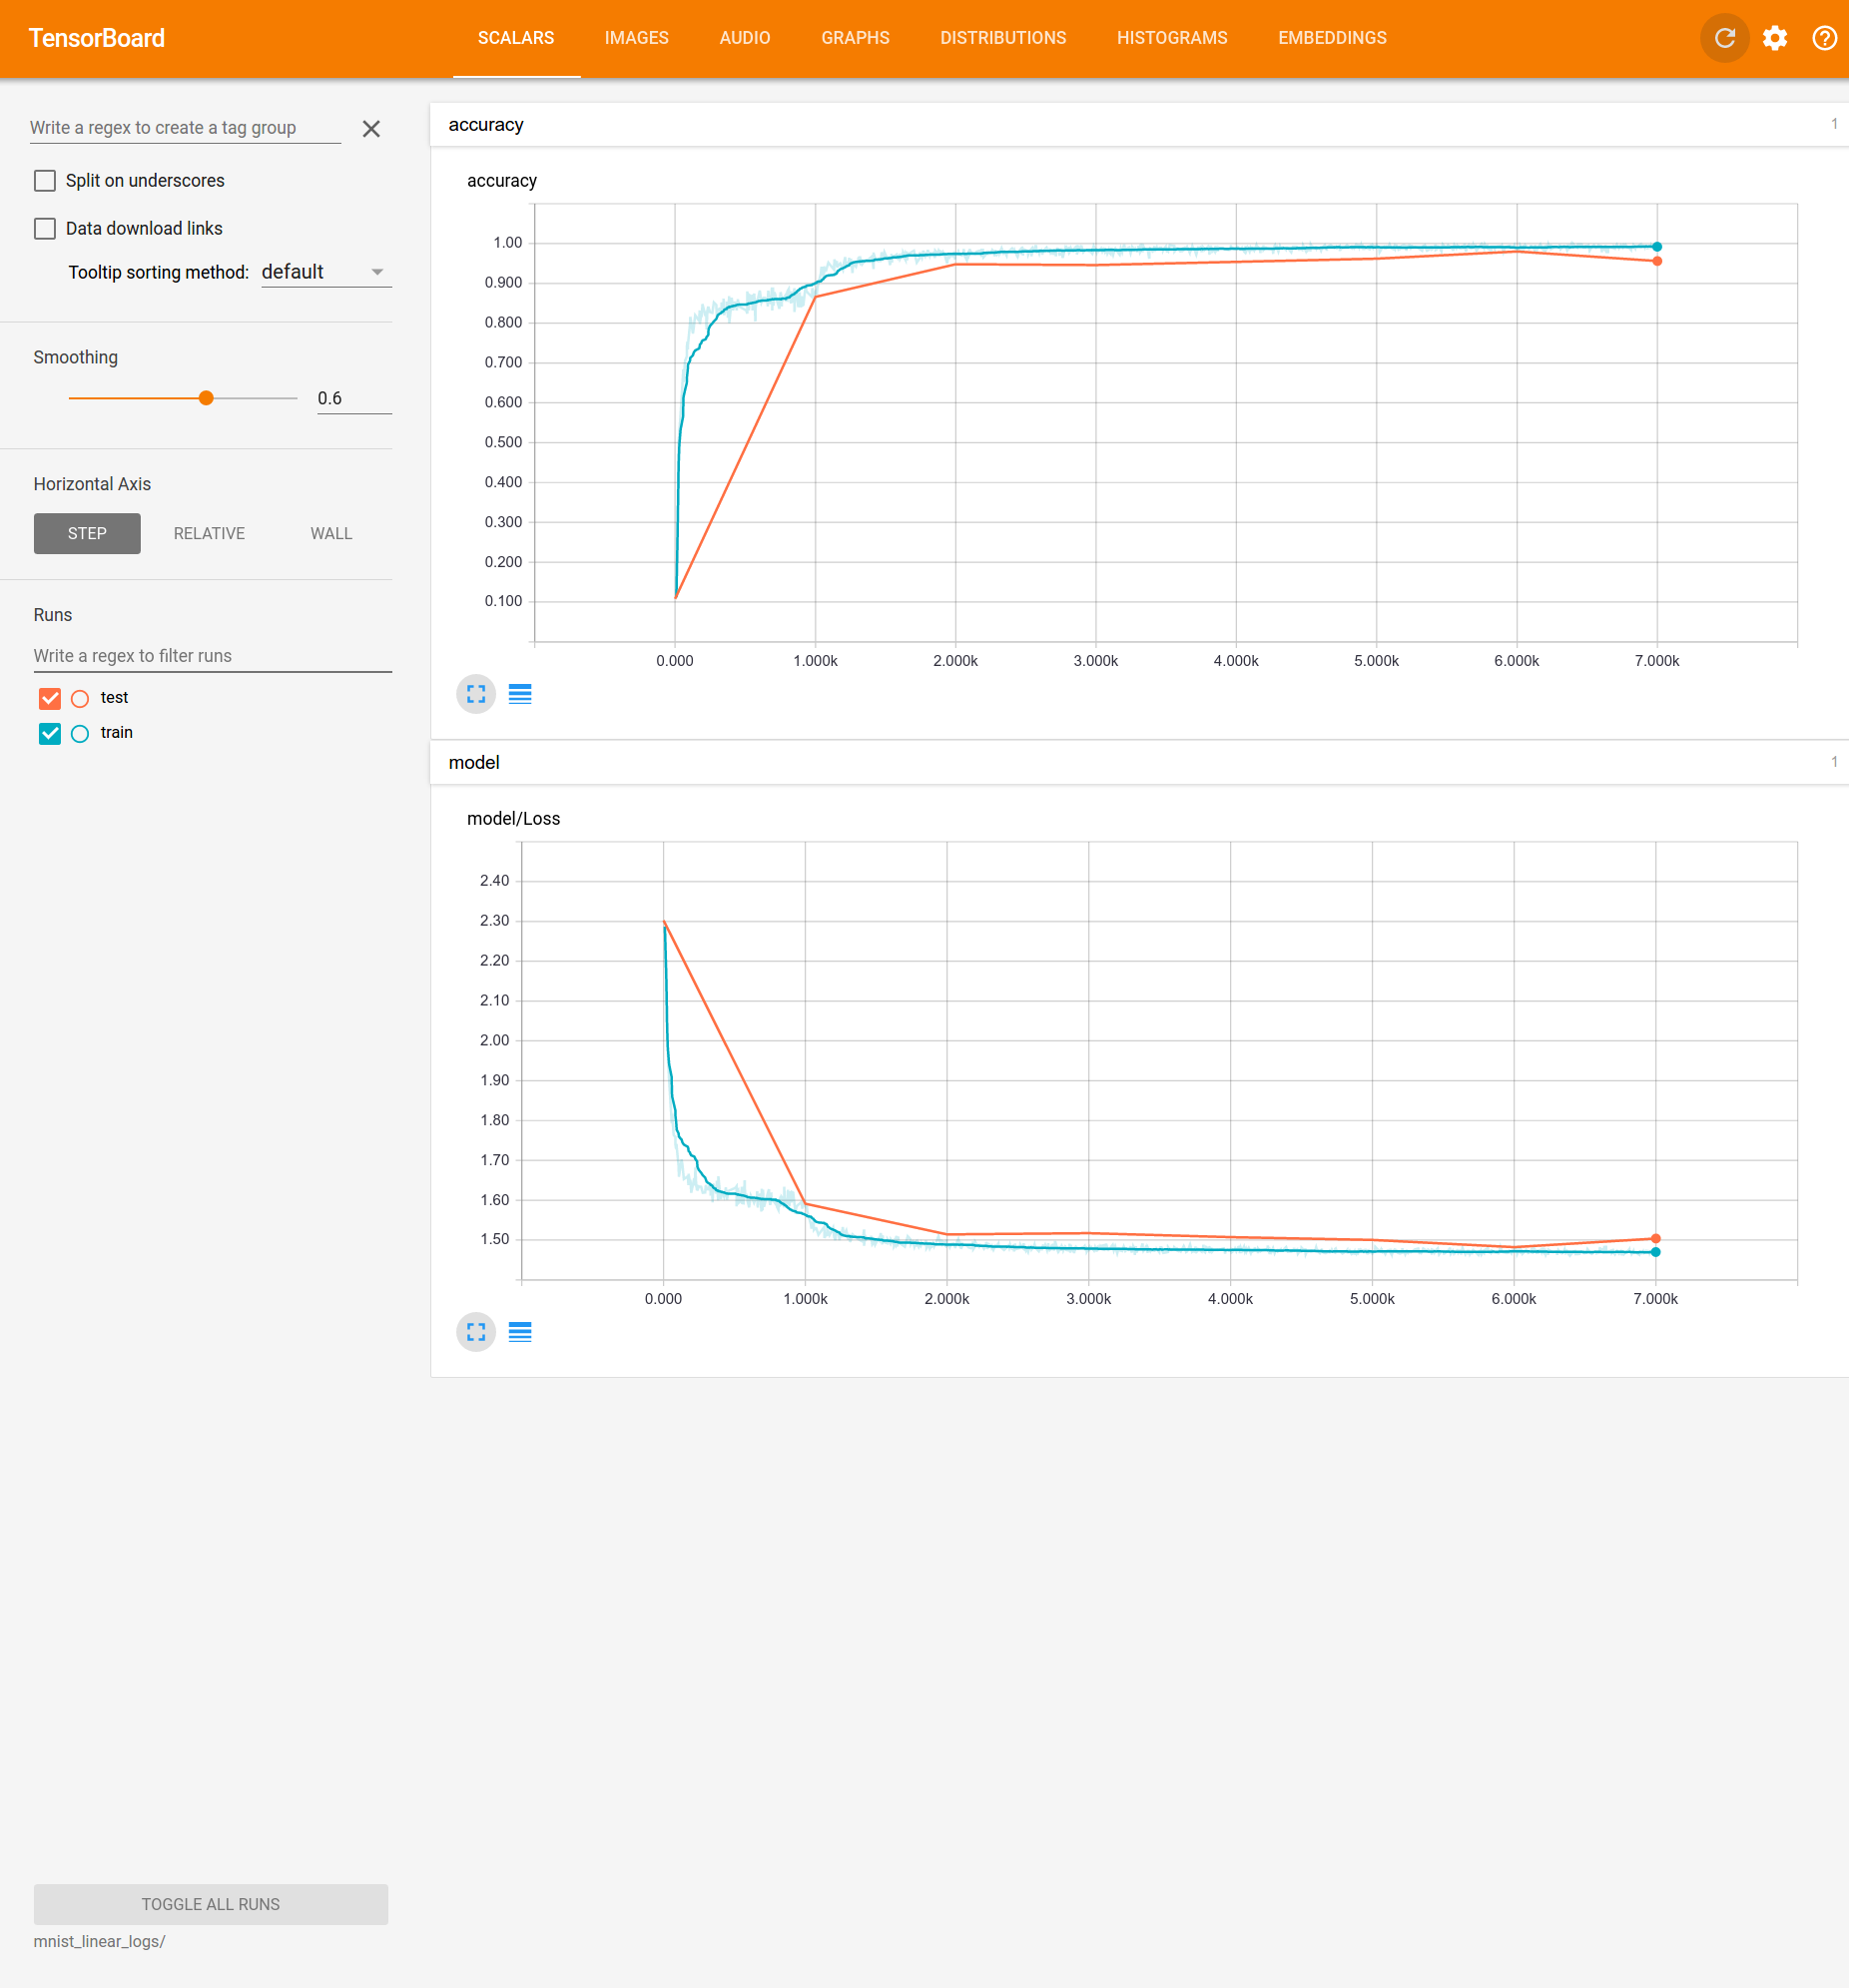 TensorBoard
SCALARS IMAGES AUDIO GRAPHS DISTRIBUTIONS HISTOGRAMS EMBEDDINGS
Write a regex to create a tag group
Split on underscores
Data download links
Tooltip sorting method: default
Smoothing
0.6
Horizontal Axis
STEP RELATIVE WALL
Runs
Write a regex to filter runs
test
train
TOGGLE ALL RUNS
mnist_linear_logs/
accuracy 1
accuracy
1.00
0.900
0.800
0.700
0.600
0.500
0.400
0.300
0.200
0.100
0.000 1.000k 2.000k 3.000k 4.000k 5.000k 6.000k 7.000k
model 1
model/Loss
2.40
2.30
2.20
2.10
2.00
1.90
1.80
1.70
1.60
1.50
0.000 1.000k 2.000k 3.000k 4.000k 5.000k 6.000k 7.000k